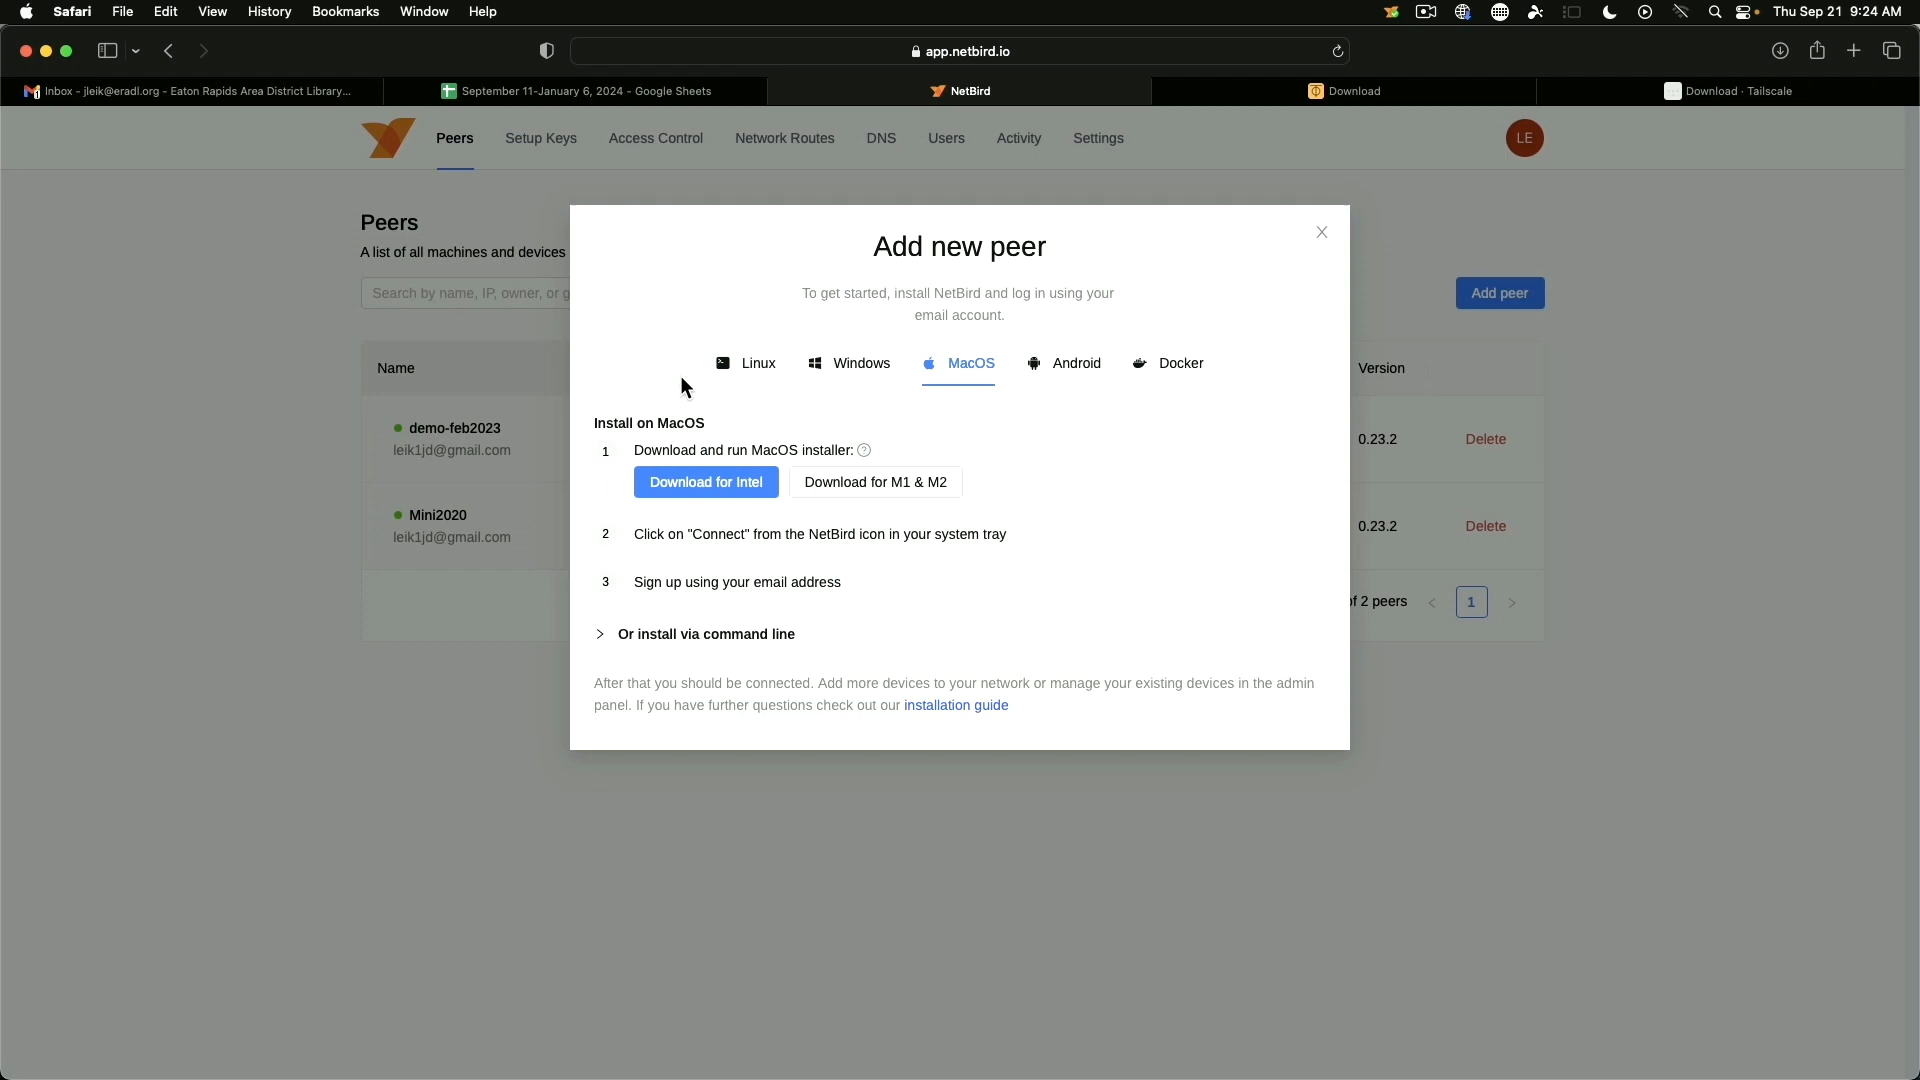 Safari File Edit View History Bookmarks Window Help Thu Sep 21 9:24 AM
app.netbird.io
Inbox - jleik@eradl.org - Eaton Rapids Area District Library... September 11-January 6, 2024 - Google Sheets NetBird Download Download · Tailscale
Peers Setup Keys Access Control Network Routes DNS Users Activity Settings LE
Peers
A list of all machines and devices
Search by name, IP, owner, or g
Add peer
Name
Version
demo-feb2023
leik1jd@gmail.com
0.23.2 Delete
Mini2020
leik1jd@gmail.com
0.23.2 Delete
of 2 peers < 1 >
Add new peer
To get started, install NetBird and log in using your
email account.
Linux Windows MacOS Android Docker
Install on MacOS
1 Download and run MacOS installer:
Download for Intel Download for M1 & M2
2 Click on "Connect" from the NetBird icon in your system tray
3 Sign up using your email address
> Or install via command line
After that you should be connected. Add more devices to your network or manage your existing devices in the admin
panel. If you have further questions check out our installation guide